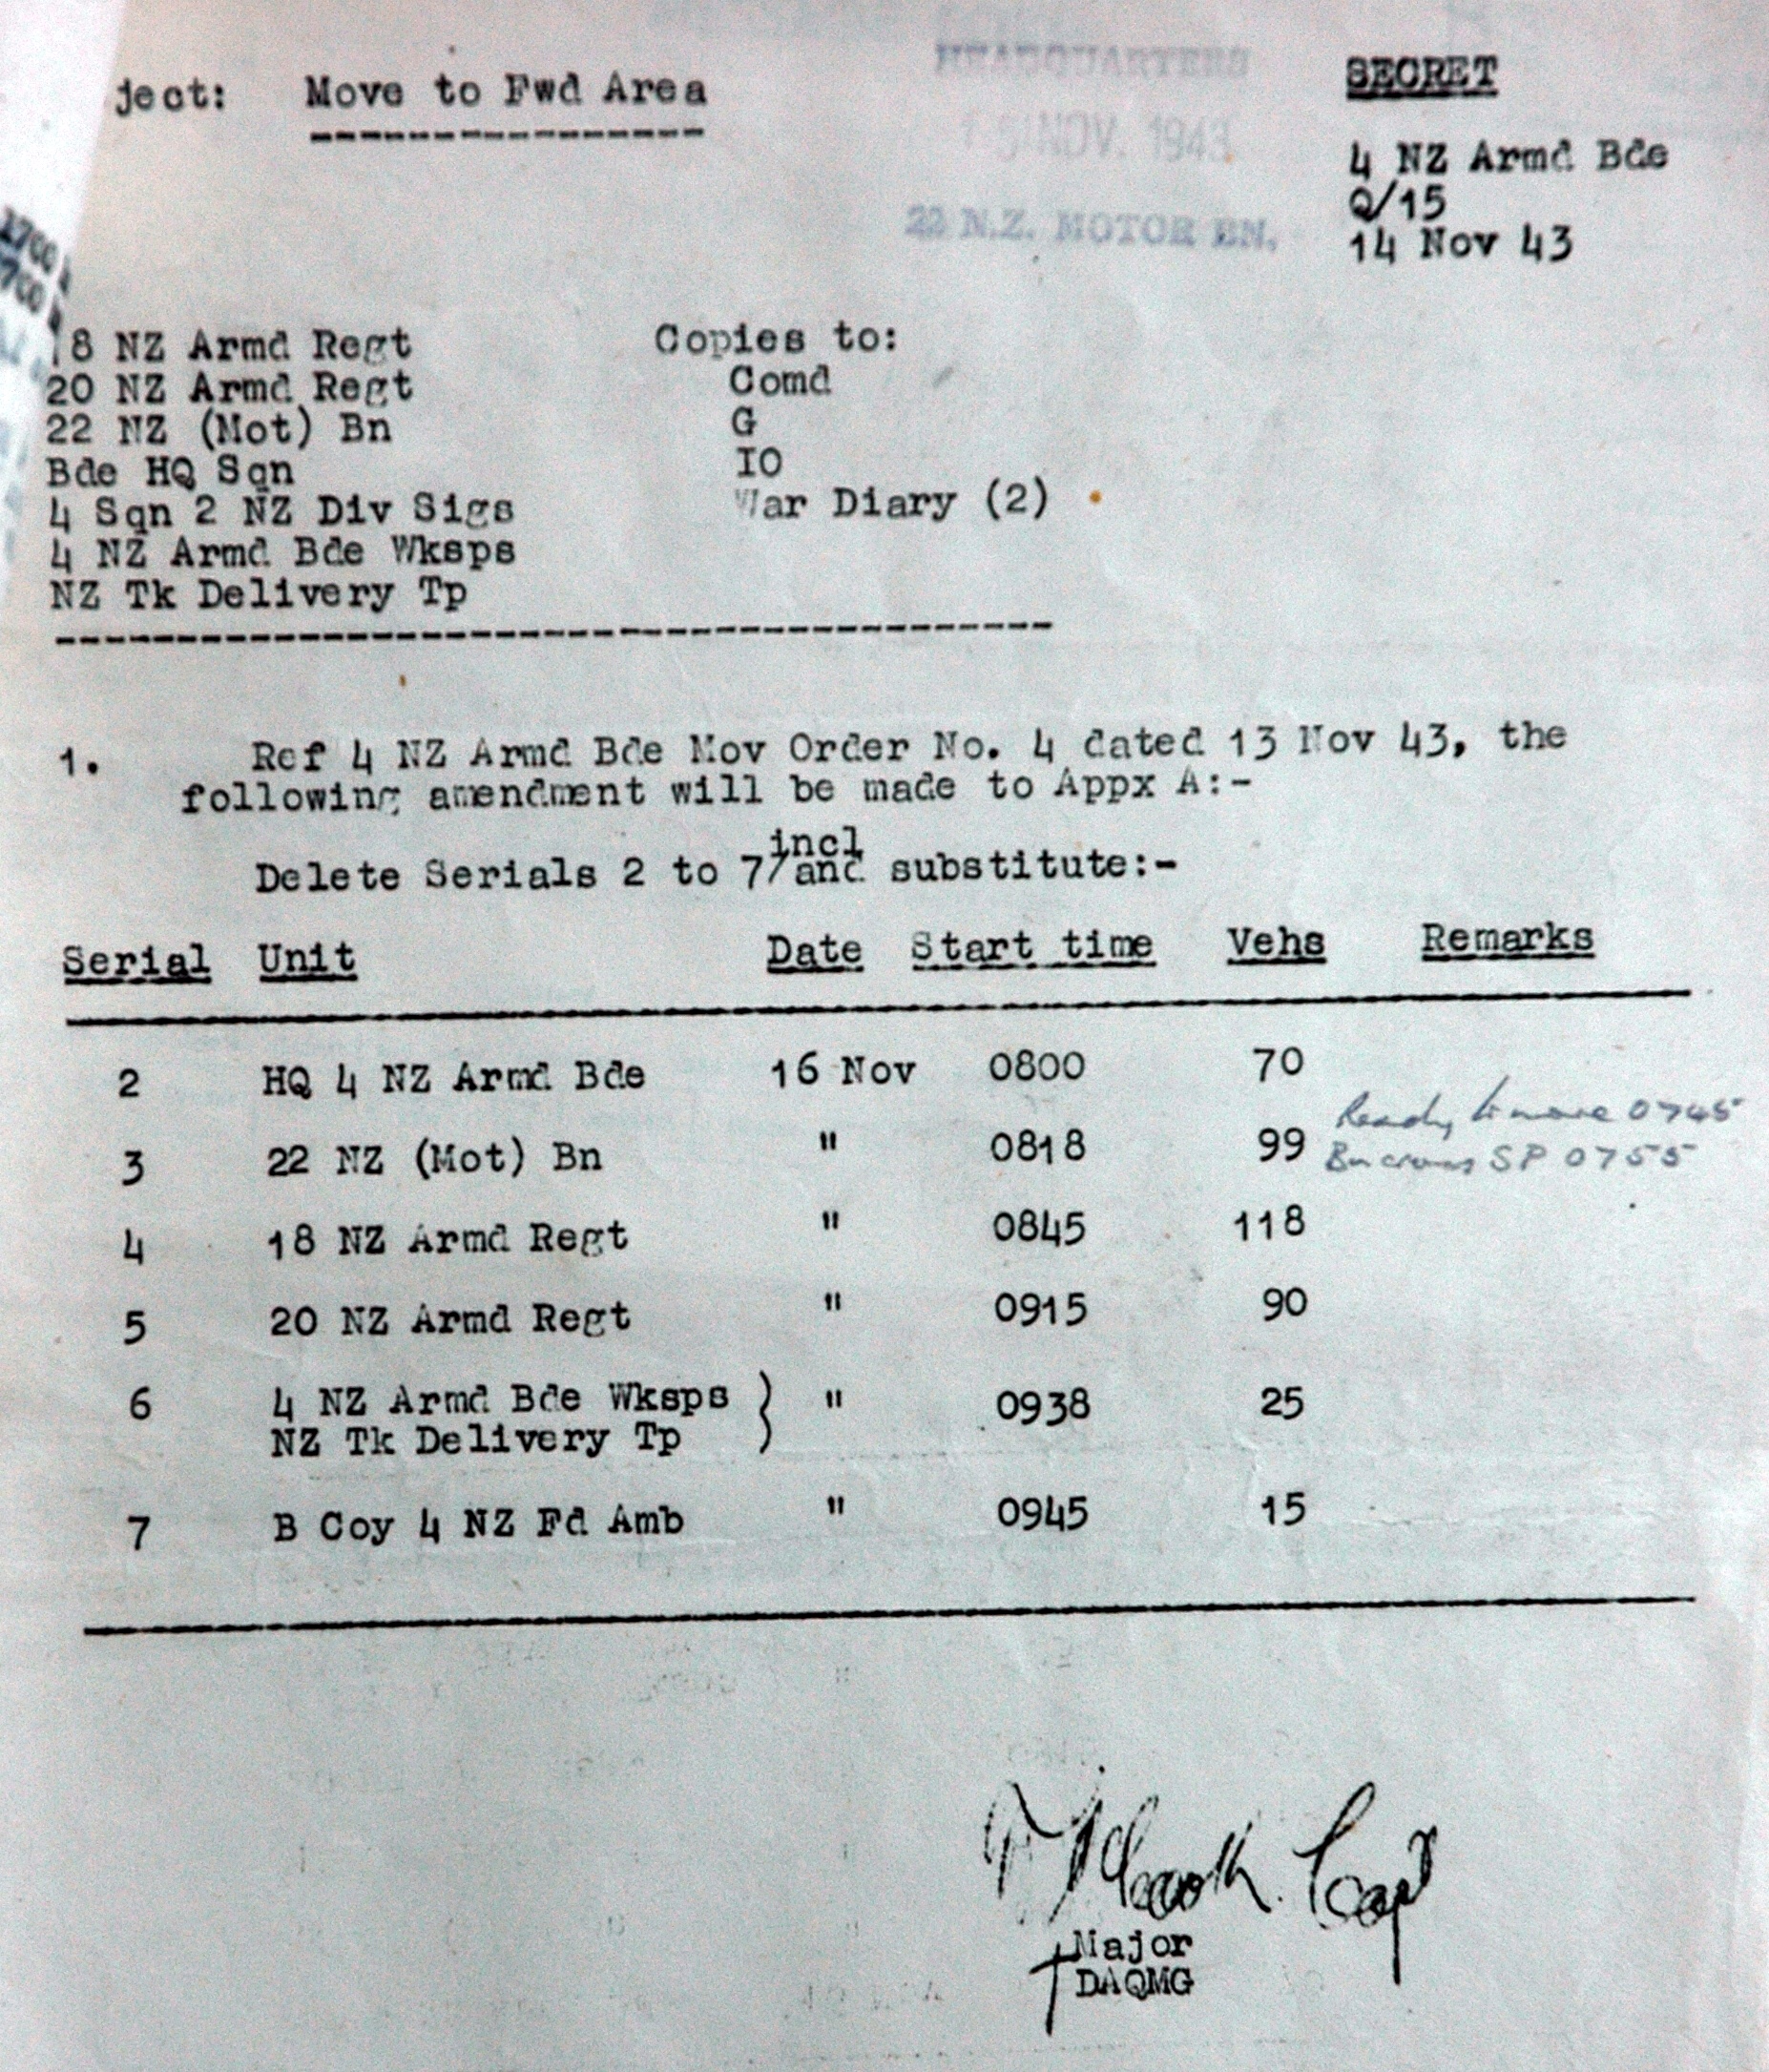 ject: Move to Fwd Area
HEADQUARTERS
15 NOV. 1943
22 N.Z. MOTOR BN.
SECRET
4 NZ Armd Bde
Q/15
14 Nov 43
1700
700
18 NZ Armd Regt
20 NZ Armd Regt
22 NZ (Mot) Bn
Bde HQ Sqn
4 Sqn 2 NZ Div Sigs
4 NZ Armd Bde Wksps
NZ Tk Delivery Tp
Copies to:
Comd
G
IO
War Diary (2)
1. Ref 4 NZ Armd Bde Mov Order No. 4 dated 13 Nov 43, the
following amendment will be made to Appx A:-
incl
Delete Serials 2 to 7/and substitute:-
Serial Unit Date Start time Vehs Remarks
2 HQ 4 NZ Armd Bde 16 Nov 0800 70
3 22 NZ (Mot) Bn " 0818 99 Ready to move 0745
Bn crosses SP 0755
4 18 NZ Armd Regt " 0845 118
5 20 NZ Armd Regt " 0915 90
6 4 NZ Armd Bde Wksps } " 0938 25
NZ Tk Delivery Tp
7 B Coy 4 NZ Fd Amb " 0945 15
Capt
Major
DAQMG